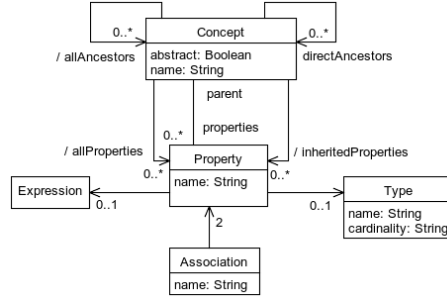 Concept
0..*
0..*
/ allAncestors
abstract: Boolean
directAncestors
name: String
parent
properties
0..*
/ allProperties
/ inheritedProperties
Property
0..*
0..*
Expression
name: String
Type
0..1
0..1
name: String
cardinality: String
2
Association
name: String